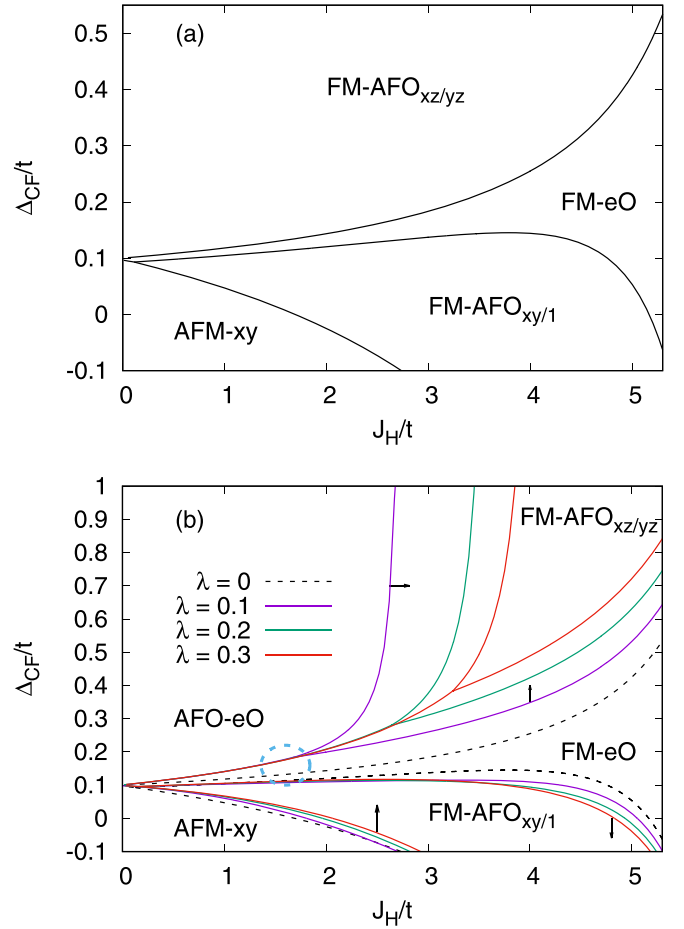 (a)
0.5
0.4
0.3
0.2
0.1
0
-0.1
Δ_CF/t
FM-AFO_xz/yz
FM-eO
FM-AFO_xy/1
AFM-xy
0 1 2 3 4 5
J_H/t
(b)
1
0.9
0.8
0.7
0.6
0.5
0.4
0.3
0.2
0.1
0
-0.1
Δ_CF/t
FM-AFO_xz/yz
λ = 0
λ = 0.1
λ = 0.2
λ = 0.3
AFO-eO
FM-eO
FM-AFO_xy/1
AFM-xy
0 1 2 3 4 5
J_H/t